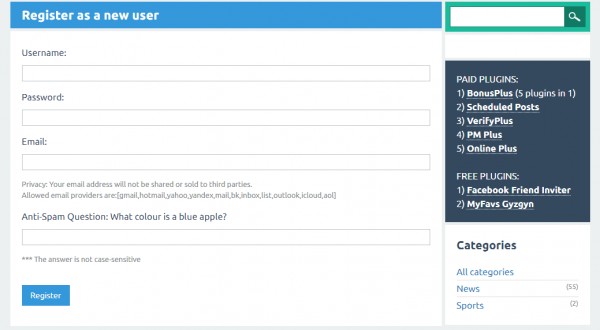 Register as a new user
Username:
Password:
Email:
Privacy: Your email address will not be shared or sold to third parties.
Allowed email providers are:[gmail,hotmail,yahoo,yandex,mail,bk,inbox,list,outlook,icloud,aol]
Anti-Spam Question: What colour is a blue apple?
*** The answer is not case-sensitive
Register
PAID PLUGINS:
1) BonusPlus (5 plugins in 1)
2) Scheduled Posts
3) VerifyPlus
4) PM Plus
5) Online Plus
FREE PLUGINS:
1) Facebook Friend Inviter
2) MyFavs Gyzgyn
Categories
All categories
News (55)
Sports (2)